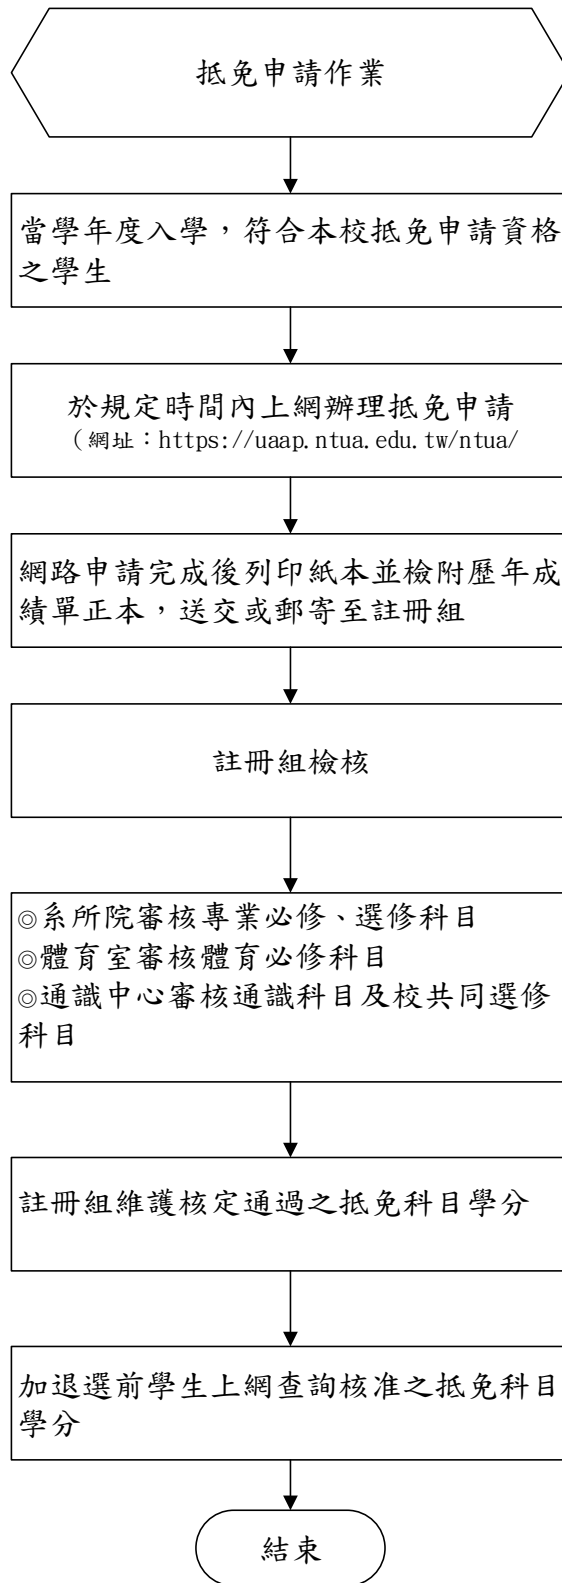 抵免申請作業
當學年度入學，符合本校抵免申請資格
之學生
於規定時間內上網辦理抵免申請
（網址：https://uaap.ntua.edu.tw/ntua/
網路申請完成後列印紙本並檢附歷年成
績單正本，送交或郵寄至註冊組
註冊組檢核
◎系所院審核專業必修、選修科目
◎體育室審核體育必修科目
◎通識中心審核通識科目及校共同選修
科目
註冊組維護核定通過之抵免科目學分
加退選前學生上網查詢核准之抵免科目
學分
結束